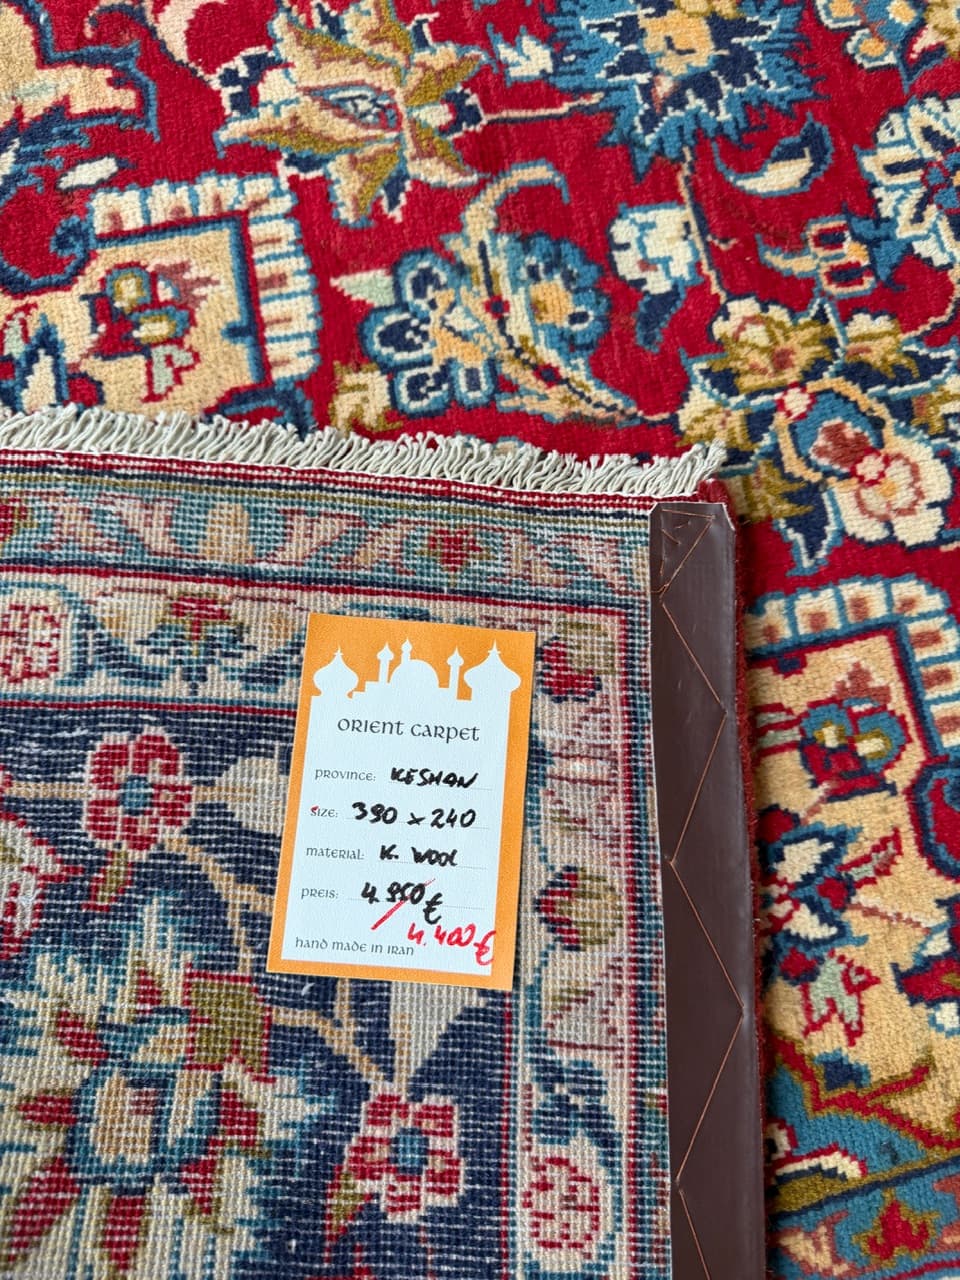 ORIENT CARPET
PROVINCE: KESHAN
SIZE: 390 x 240
MATERIAL: K. WOOL
PREIS: 4.950 €
4.400 €
HAND MADE IN IRAN